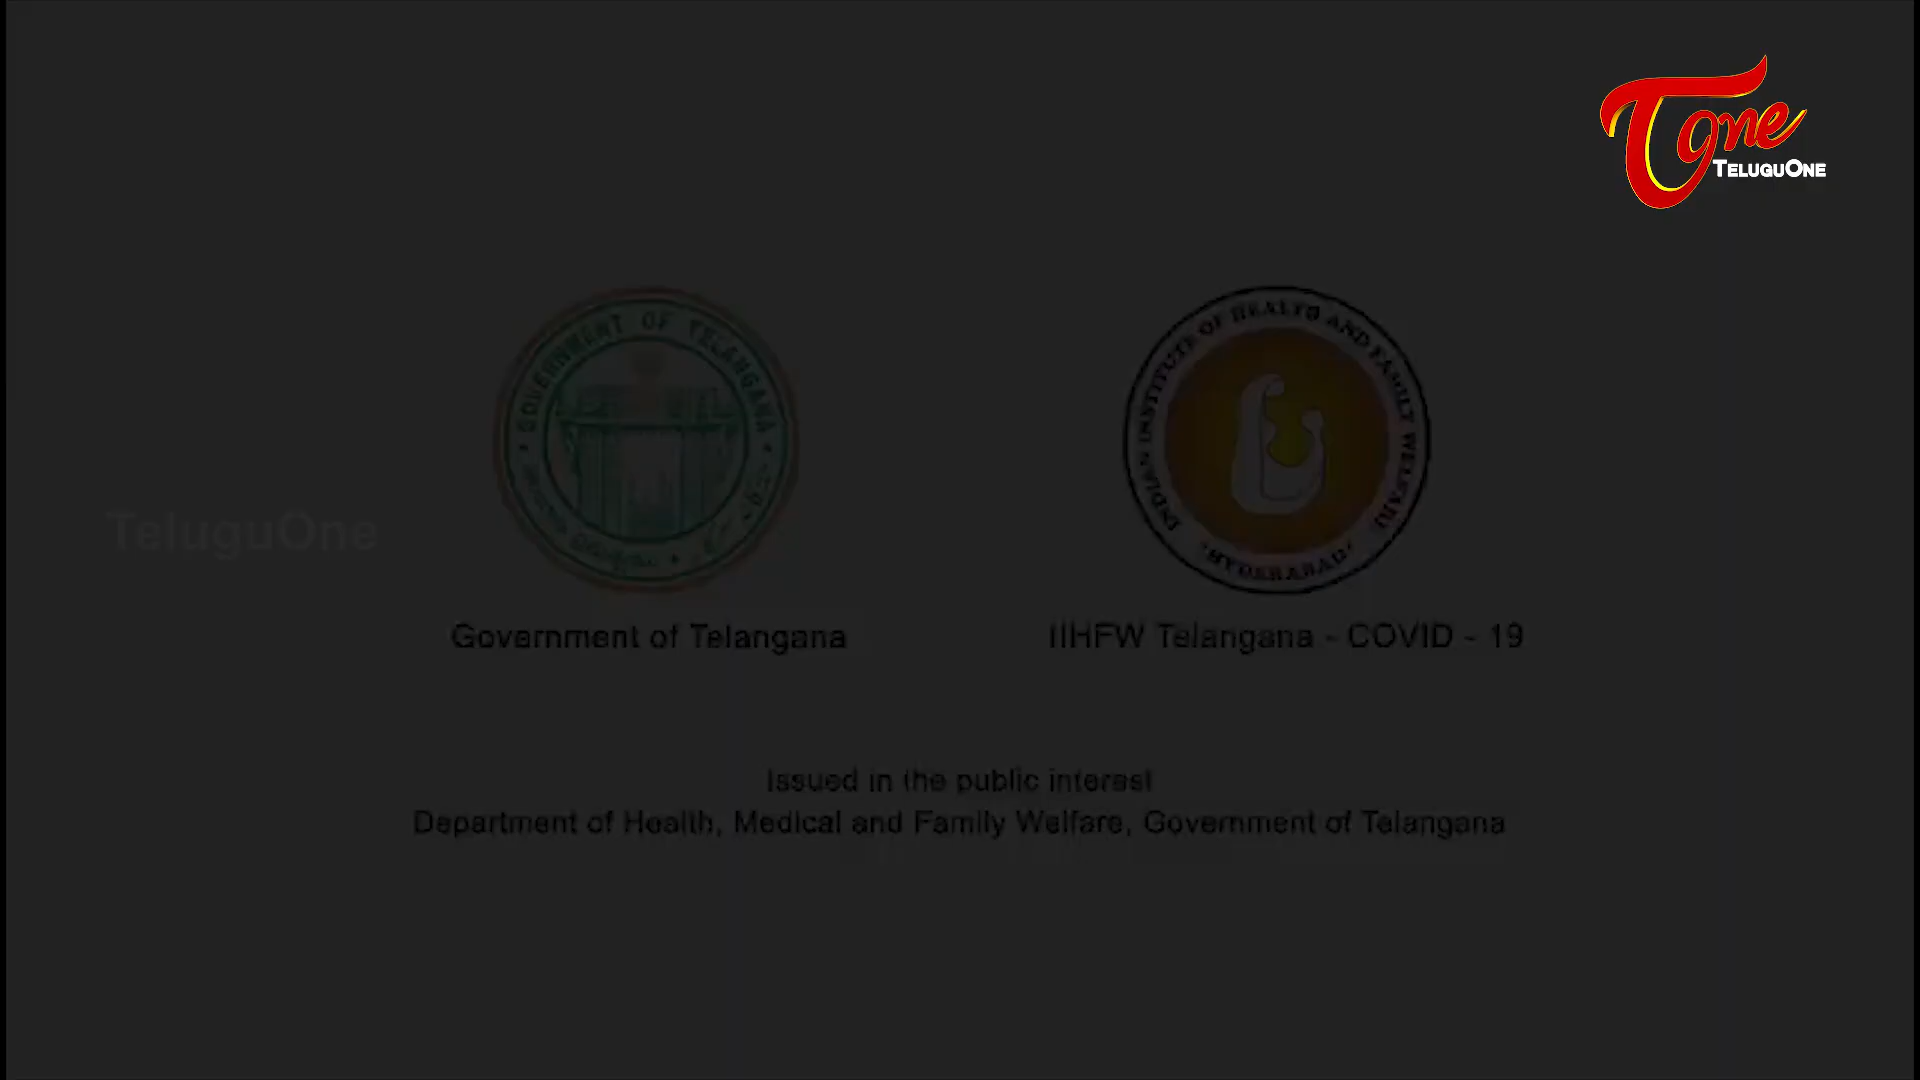 Tone
TELUGUONE
GOVERNMENT OF TELANGANA
INDIAN INSTITUTE OF HEALTH AND FAMILY WELFARE
HYDERABAD
TeluguOne
Government of Telangana
IIHFW Telangana - COVID - 19
Issued in the public interest
Department of Health, Medical and Family Welfare, Government of Telangana